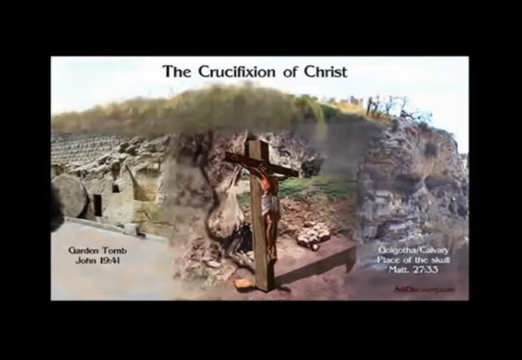 The Crucifixion of Christ
Garden Tomb
John 19:41
Golgotha/Calvary
Place of the skull
Matt. 27:33
ArkDiscovery.com